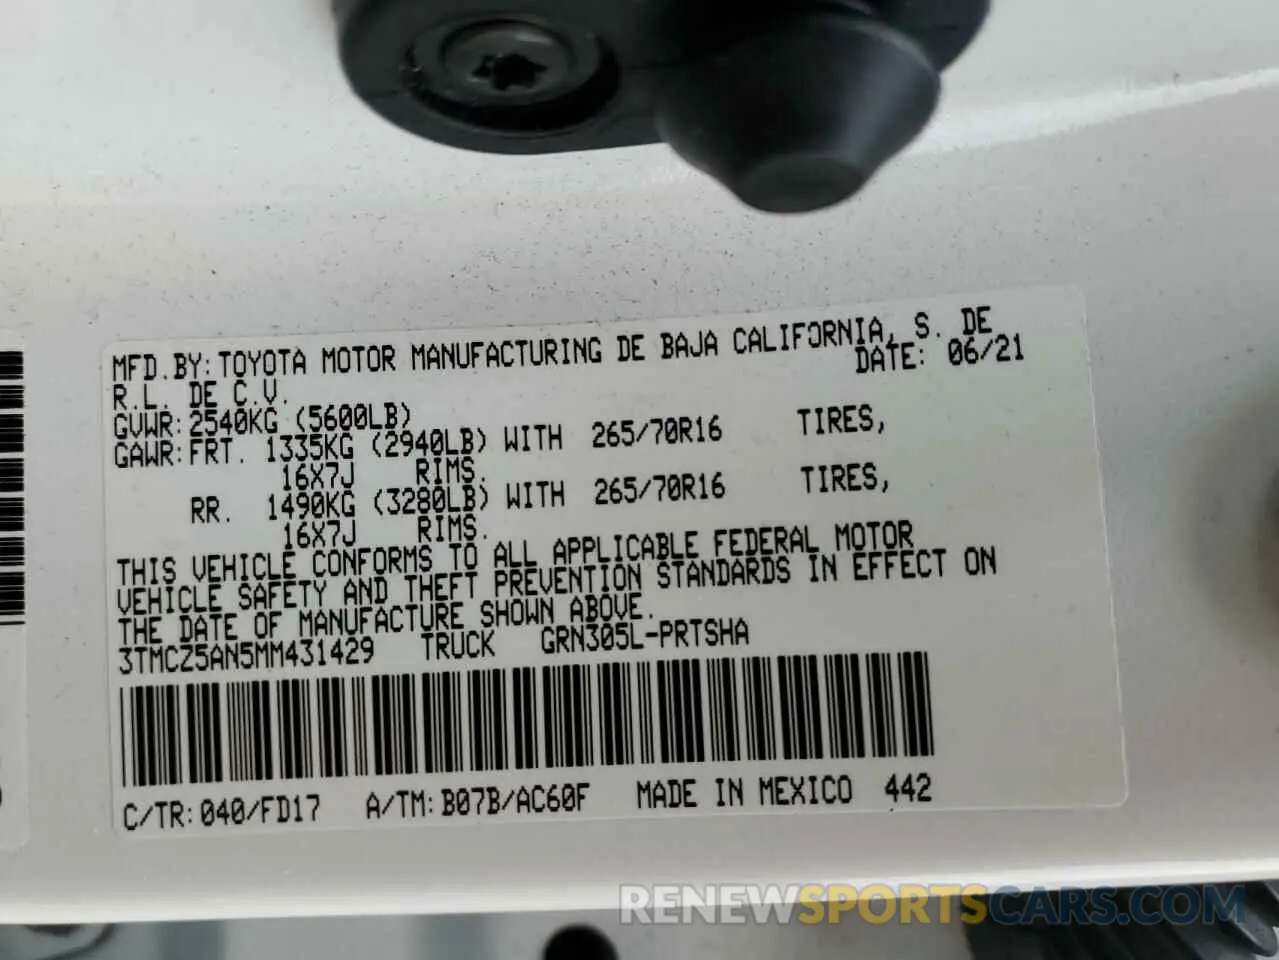 MFD.BY:TOYOTA MOTOR MANUFACTURING DE BAJA CALIFORNIA, S. DE
R.L. DE C.V. DATE: 06/21
GVWR:2540KG (5600LB)
GAWR:FRT. 1335KG (2940LB) WITH 265/70R16 TIRES,
16X7J RIMS.
RR. 1490KG (3280LB) WITH 265/70R16 TIRES,
16X7J RIMS.
THIS VEHICLE CONFORMS TO ALL APPLICABLE FEDERAL MOTOR
VEHICLE SAFETY AND THEFT PREVENTION STANDARDS IN EFFECT ON
THE DATE OF MANUFACTURE SHOWN ABOVE.
3TMCZ5AN5MM431429 TRUCK GRN305L-PRTSHA
C/TR:040/FD17 A/TM:B07B/AC60F MADE IN MEXICO 442
RENEWSPORTSCARS.COM